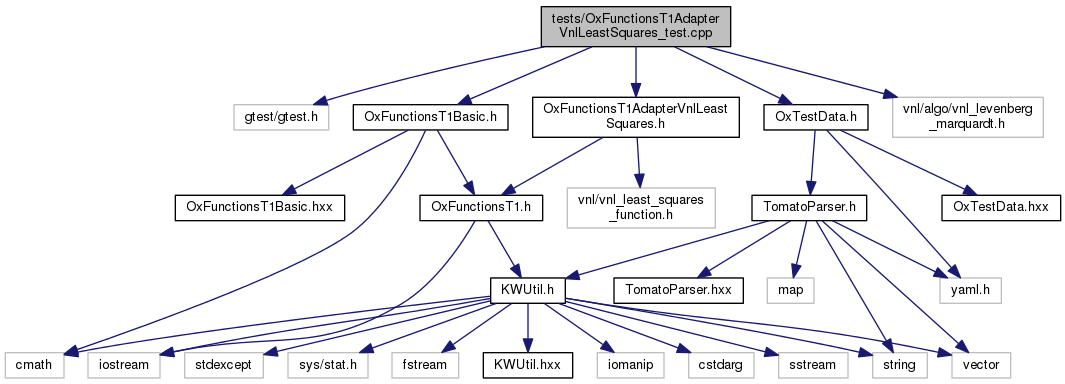 tests/OxFunctionsT1Adapter
VnlLeastSquares_test.cpp
gtest/gtest.h
OxFunctionsT1Basic.h
OxFunctionsT1AdapterVnlLeast
Squares.h
OxTestData.h
vnl/algo/vnl_levenberg
_marquardt.h
OxFunctionsT1Basic.hxx
OxFunctionsT1.h
vnl/vnl_least_squares
_function.h
TomatoParser.h
OxTestData.hxx
KWUtil.h
TomatoParser.hxx
map
yaml.h
cmath
iostream
stdexcept
sys/stat.h
fstream
KWUtil.hxx
iomanip
cstdarg
sstream
string
vector